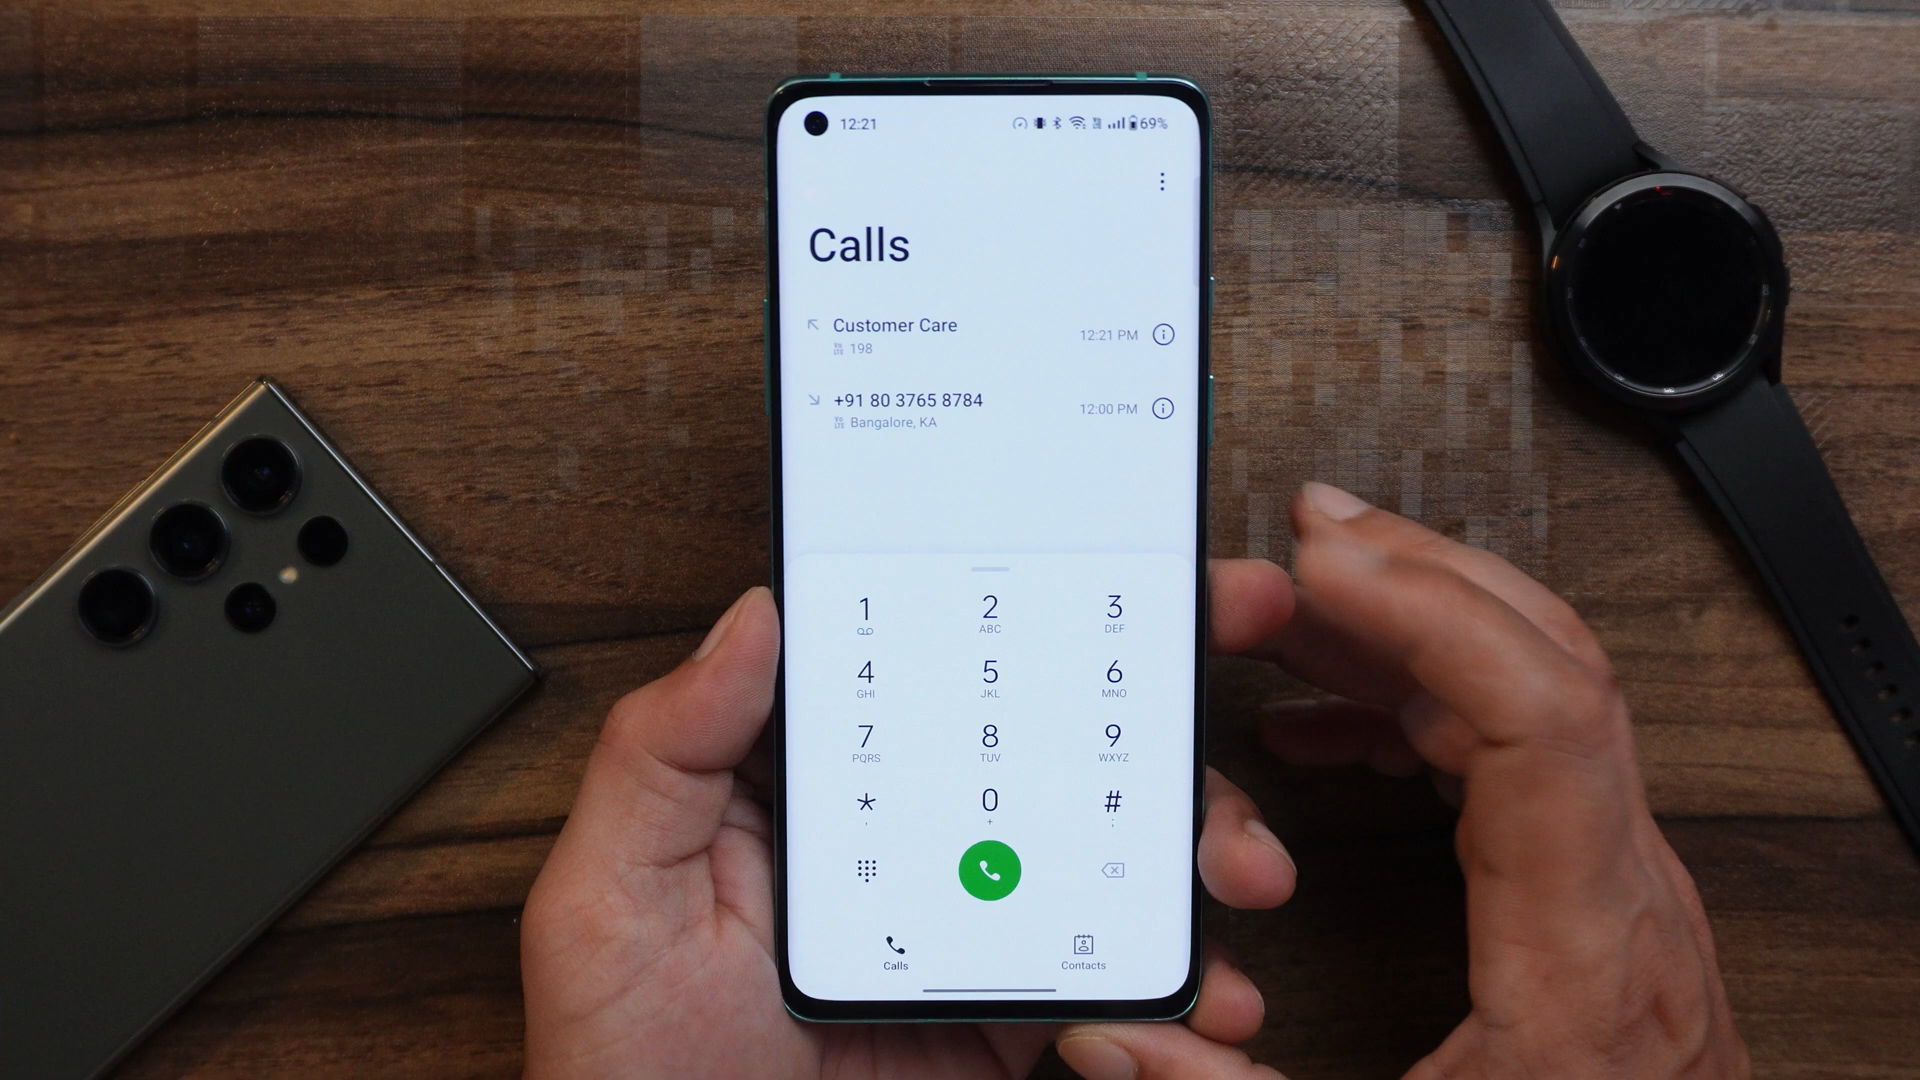 12:21 69%
Calls
Customer Care
198
12:21 PM
+91 80 3765 8784
Bangalore, KA
12:00 PM
1 2 3
ABC DEF
4 5 6
GHI JKL MNO
7 8 9
PQRS TUV WXYZ
* 0 #
, + ;
Calls Contacts